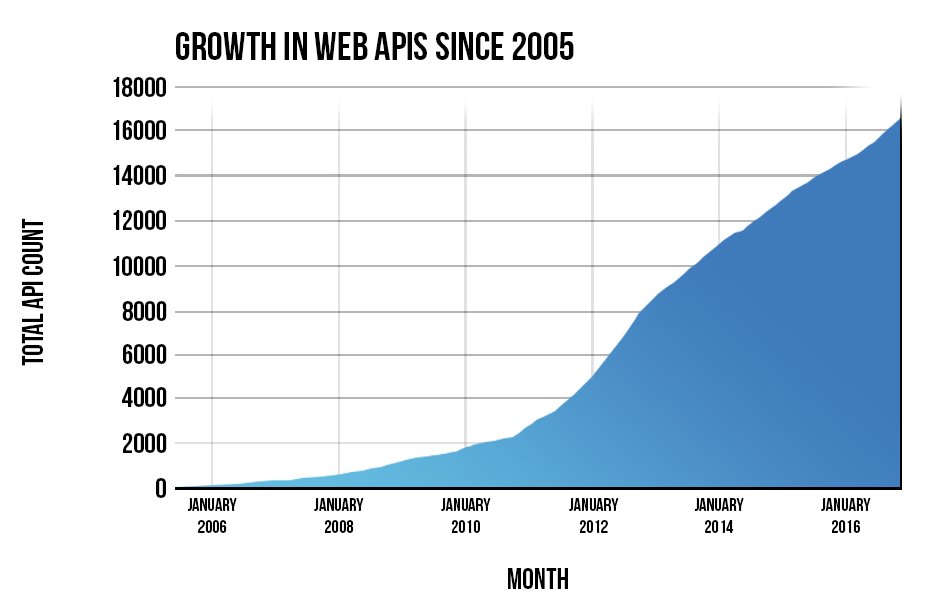 GROWTH IN WEB APIS SINCE 2005
18000
16000
14000
12000
10000
8000
6000
4000
2000
0
TOTAL API COUNT
JANUARY 2006
JANUARY 2008
JANUARY 2010
JANUARY 2012
JANUARY 2014
JANUARY 2016
MONTH